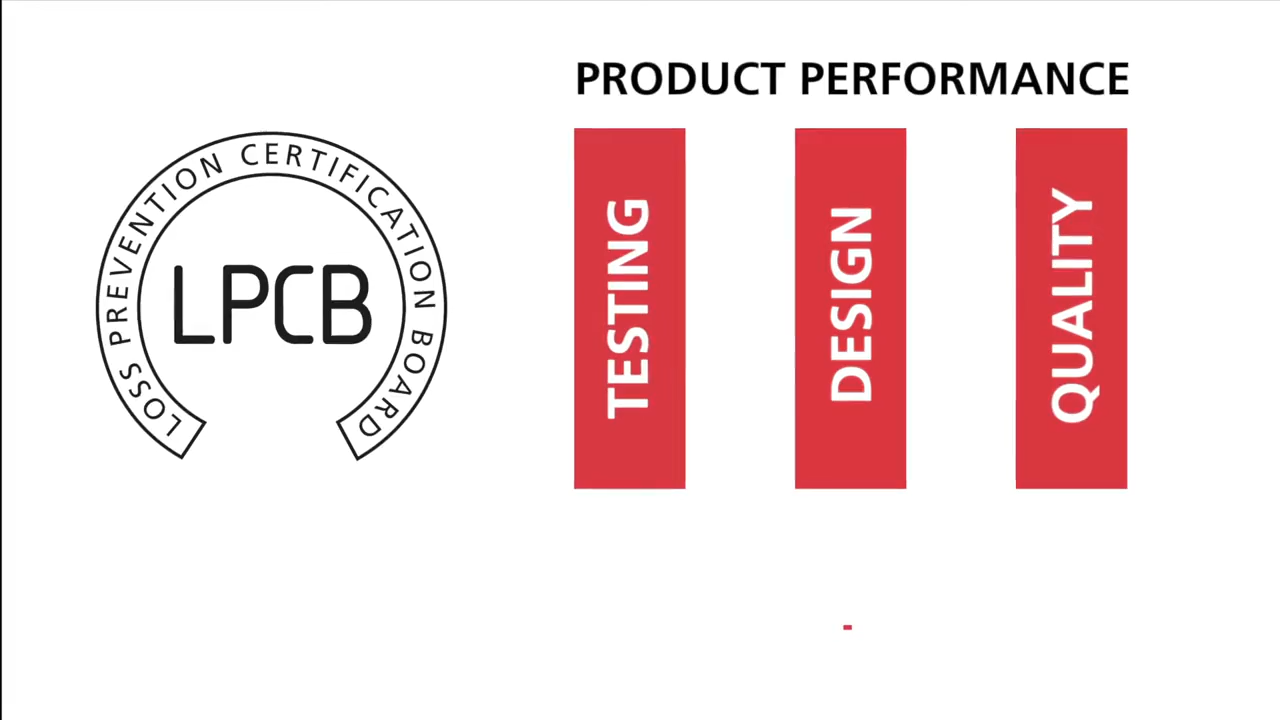 LOSS PREVENTION CERTIFICATION BOARD
LPCB
PRODUCT PERFORMANCE
TESTING
DESIGN
QUALITY